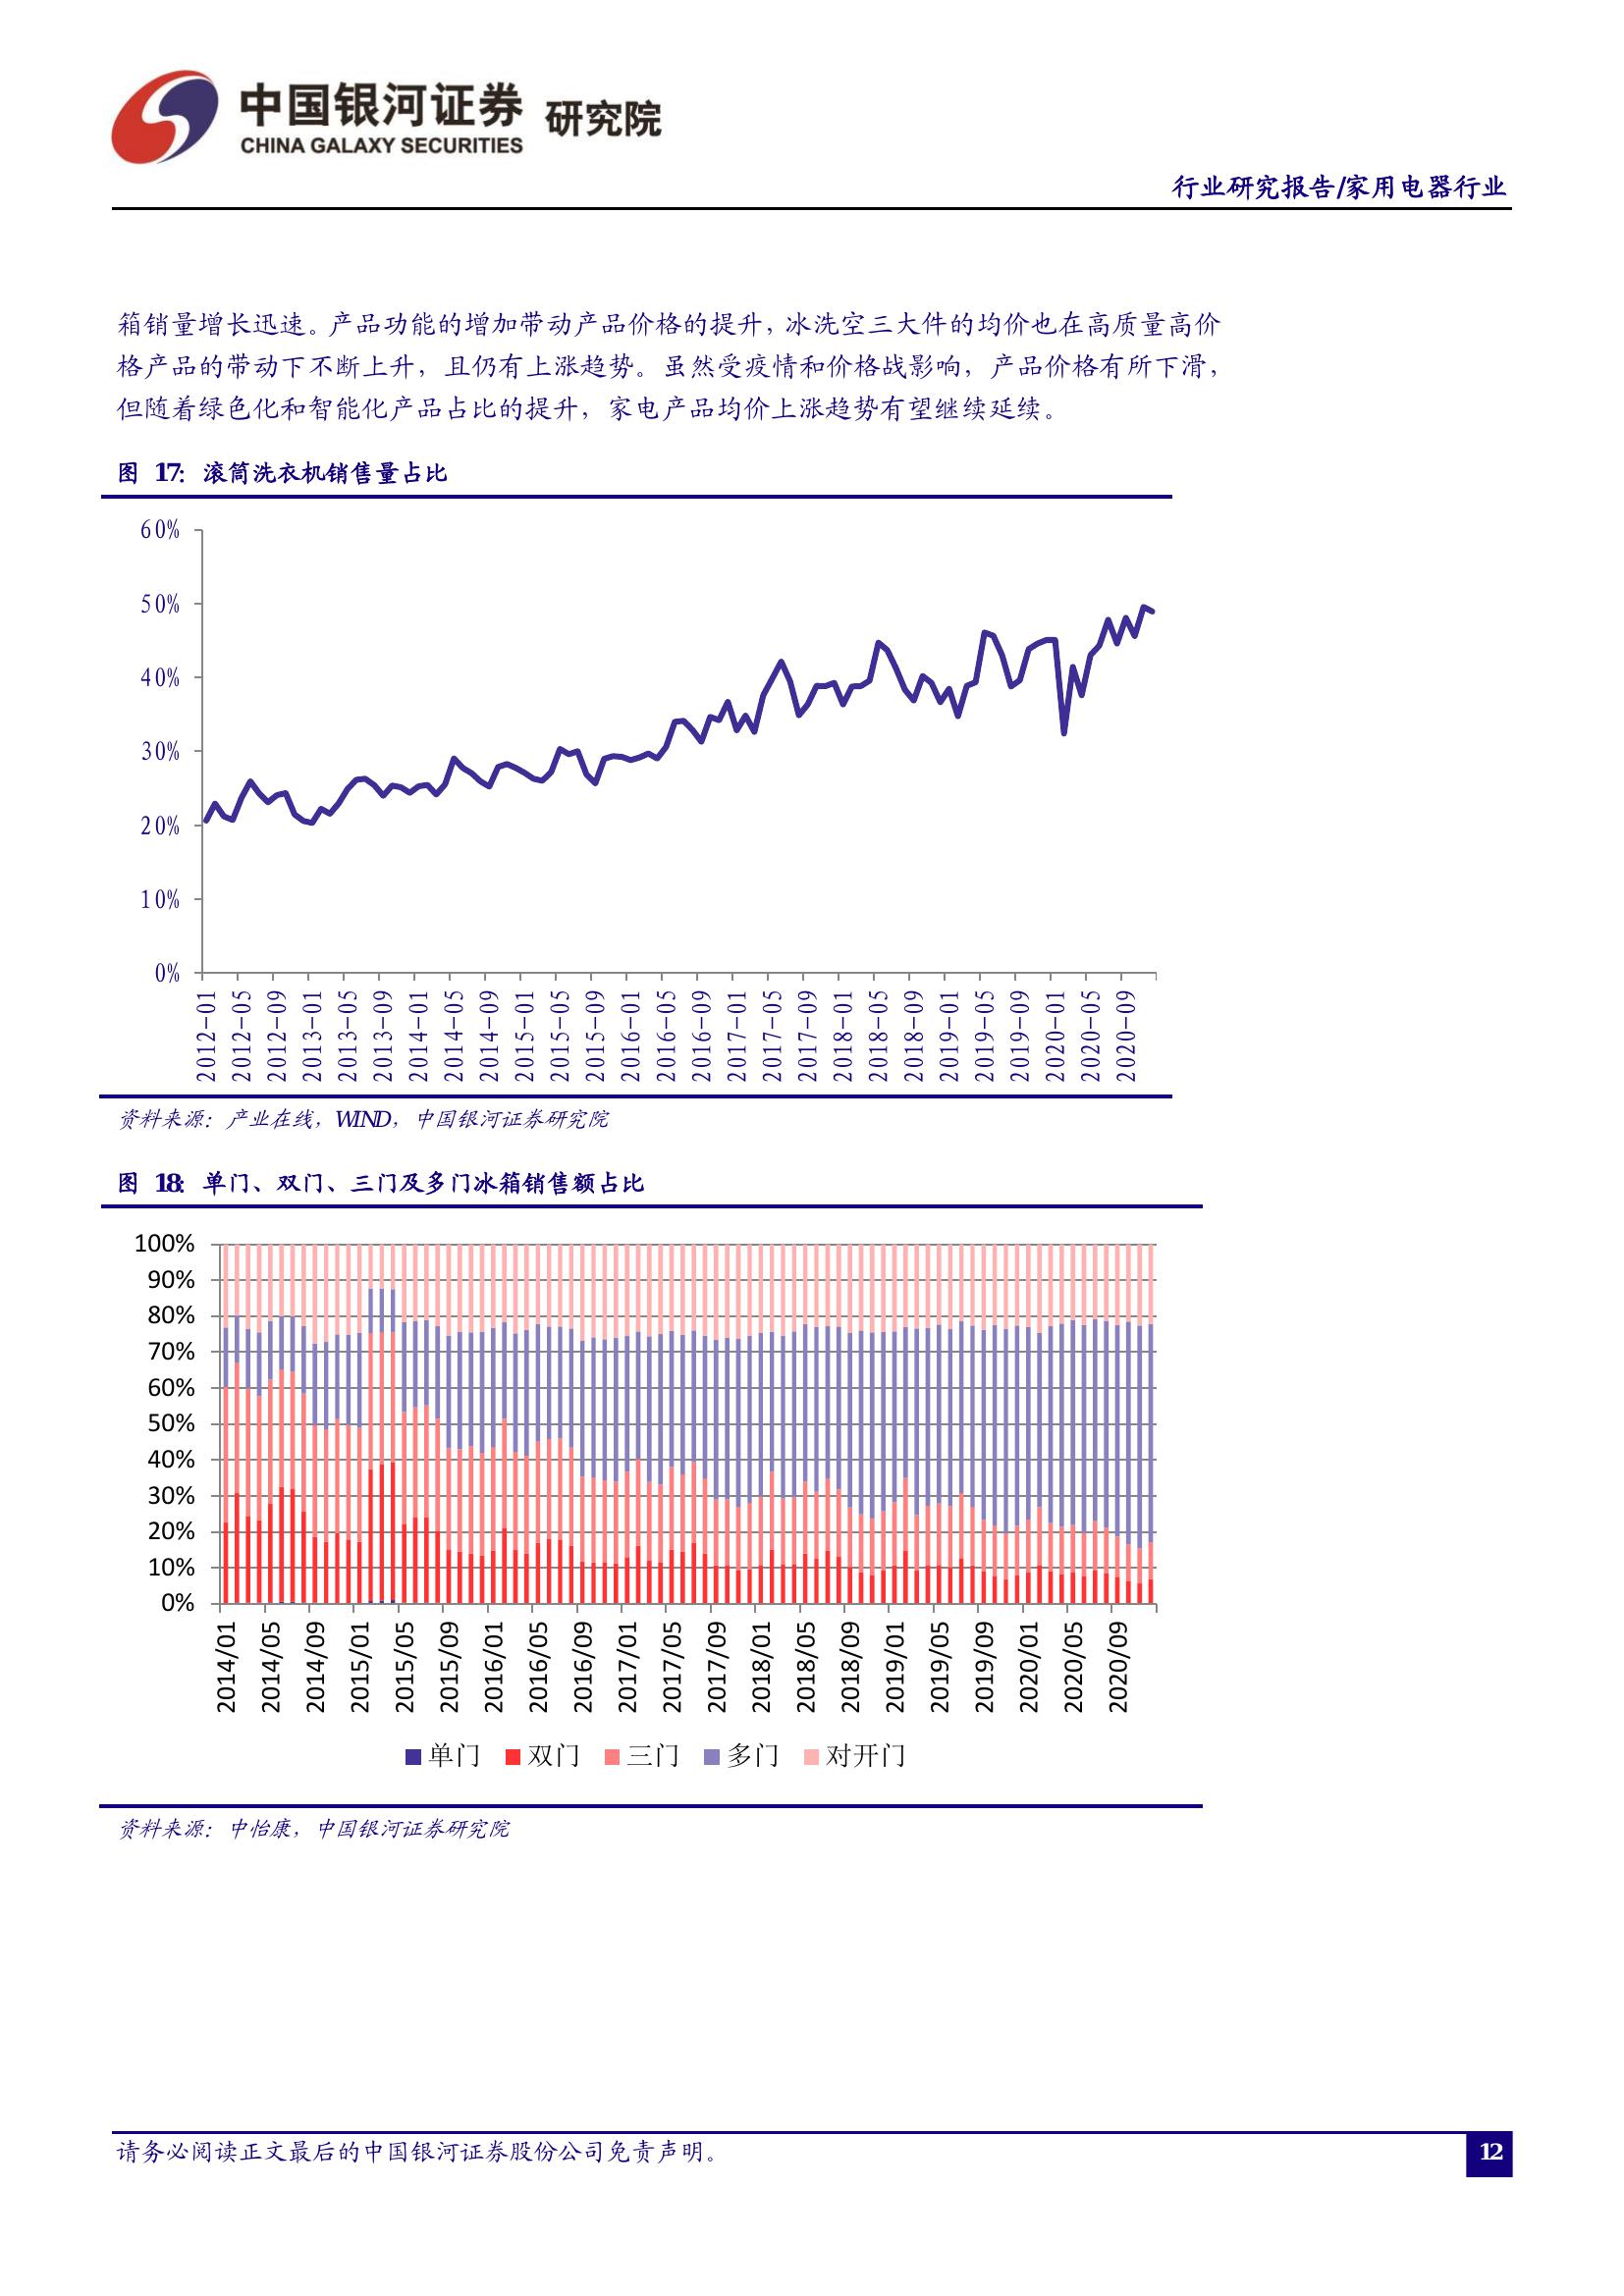 中国银河证券 研究院
CHINA GALAXY SECURITIES
行业研究报告/家用电器行业
箱销量增长迅速。产品功能的增加带动产品价格的提升，冰洗空三大件的均价也在高质量高价
格产品的带动下不断上升，且仍有上涨趋势。虽然受疫情和价格战影响，产品价格有所下滑，
但随着绿色化和智能化产品占比的提升，家电产品均价上涨趋势有望继续延续。
图 17：滚筒洗衣机销售量占比
60%
50%
40%
30%
20%
10%
0%
2012-01 2012-05 2012-09 2013-01 2013-05 2013-09 2014-01 2014-05 2014-09 2015-01 2015-05 2015-09 2016-01 2016-05 2016-09 2017-01 2017-05 2017-09 2018-01 2018-05 2018-09 2019-01 2019-05 2019-09 2020-01 2020-05 2020-09
资料来源：产业在线，WIND，中国银河证券研究院
图 18：单门、双门、三门及多门冰箱销售额占比
100%
90%
80%
70%
60%
50%
40%
30%
20%
10%
0%
2014/01 2014/05 2014/09 2015/01 2015/05 2015/09 2016/01 2016/05 2016/09 2017/01 2017/05 2017/09 2018/01 2018/05 2018/09 2019/01 2019/05 2019/09 2020/01 2020/05 2020/09
单门 双门 三门 多门 对开门
资料来源：中怡康，中国银河证券研究院
请务必阅读正文最后的中国银河证券股份公司免责声明。
12